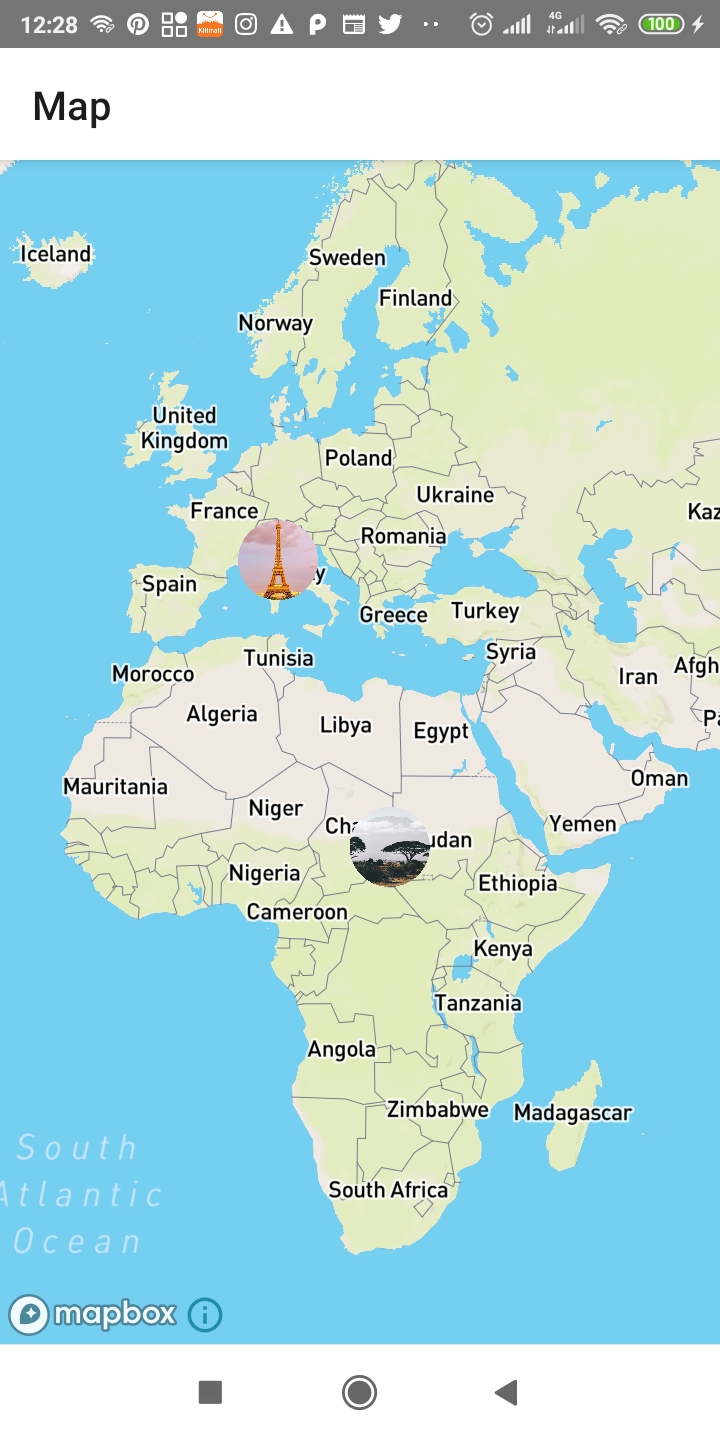 12:28
Killmall
4G
100
Map
Iceland
Sweden
Finland
Norway
United
Kingdom
Poland
Ukraine
France
Kaz
Romania
y
Spain
Greece
Turkey
Syria
Tunisia
Morocco
Iran
Afgh
Algeria
Libya
Egypt
Pa
Mauritania
Oman
Niger
Yemen
Cha
udan
Nigeria
Ethiopia
Cameroon
Kenya
Tanzania
Angola
Zimbabwe
Madagascar
South
Atlantic
Ocean
South Africa
mapbox